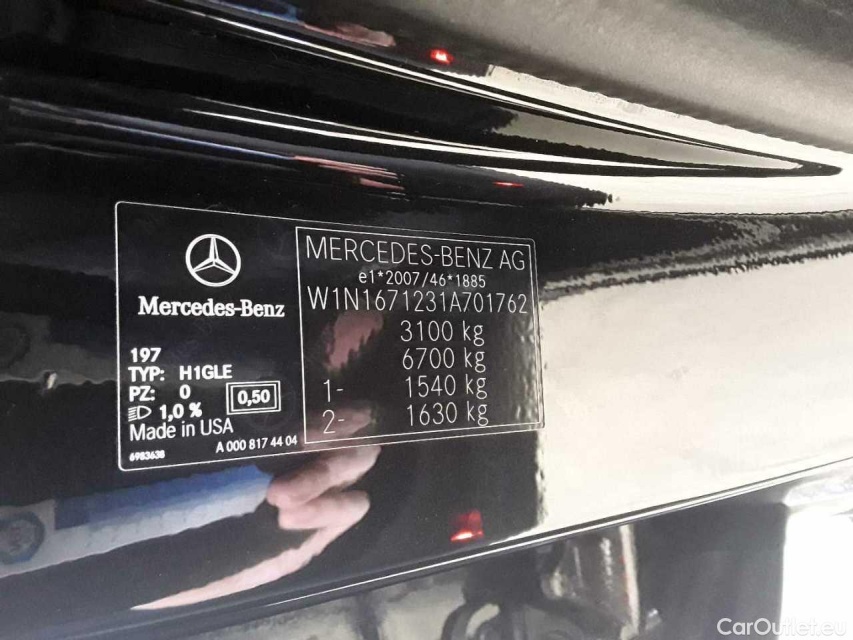 Mercedes-Benz
197
TYP: H1GLE
PZ: 0
0,50
1,0 %
Made in USA
6983638
A 000 817 44 04
MERCEDES-BENZ AG
e1*2007/46*1885
W1N1671231A701762
3100 kg
6700 kg
1- 1540 kg
2- 1630 kg
CarOutlet.eu